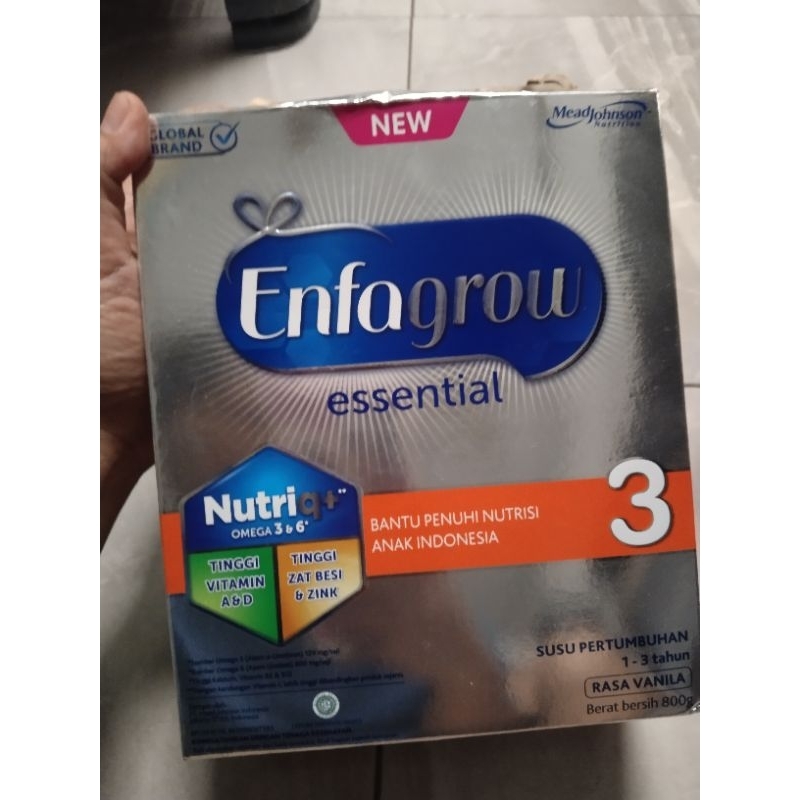 GLOBAL
BRAND
NEW
MeadJohnson
Nutrition
Enfagrow
essential
Nutriq+
OMEGA 3 & 6
TINGGI
VITAMIN
A & D
TINGGI
ZAT BESI
& ZINK
BANTU PENUHI NUTRISI
ANAK INDONESIA
3
SUSU PERTUMBUHAN
1 - 3 tahun
RASA VANILA
Berat bersih 800g